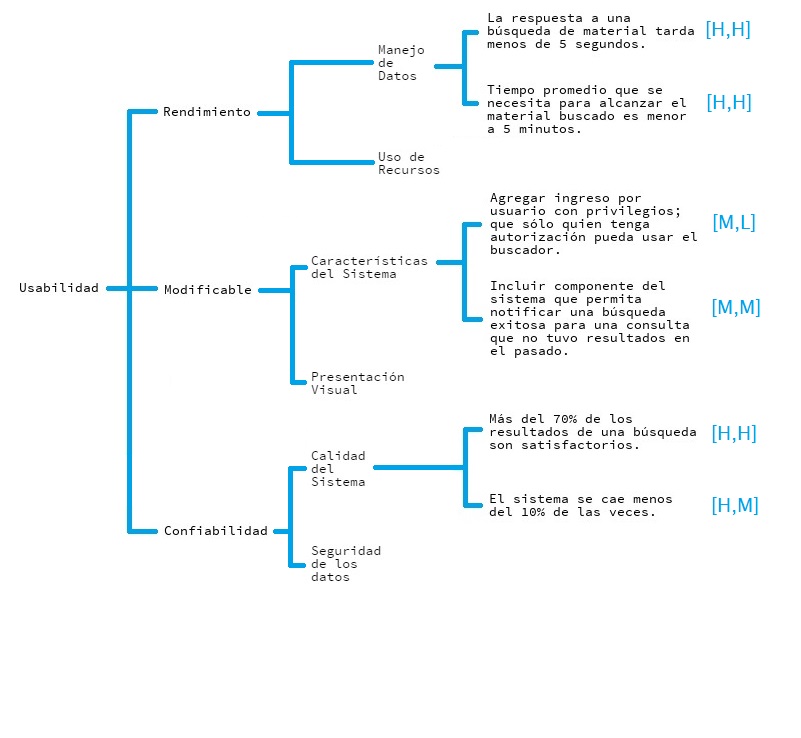 Usabilidad
Rendimiento
Manejo
de
Datos
La respuesta a una
búsqueda de material tarda
menos de 5 segundos.
[H,H]
Tiempo promedio que se
necesita para alcanzar el
material buscado es menor
a 5 minutos.
[H,H]
Uso de
Recursos
Modificable
Características
del Sistema
Agregar ingreso por
usuario con privilegios;
que sólo quien tenga
autorización pueda usar el
buscador.
[M,L]
Incluir componente del
sistema que permita
notificar una búsqueda
exitosa para una consulta
que no tuvo resultados en
el pasado.
[M,M]
Presentación
Visual
Confiabilidad
Calidad
del
Sistema
Más del 70% de los
resultados de una búsqueda
son satisfactorios.
[H,H]
El sistema se cae menos
del 10% de las veces.
[H,M]
Seguridad
de los
datos